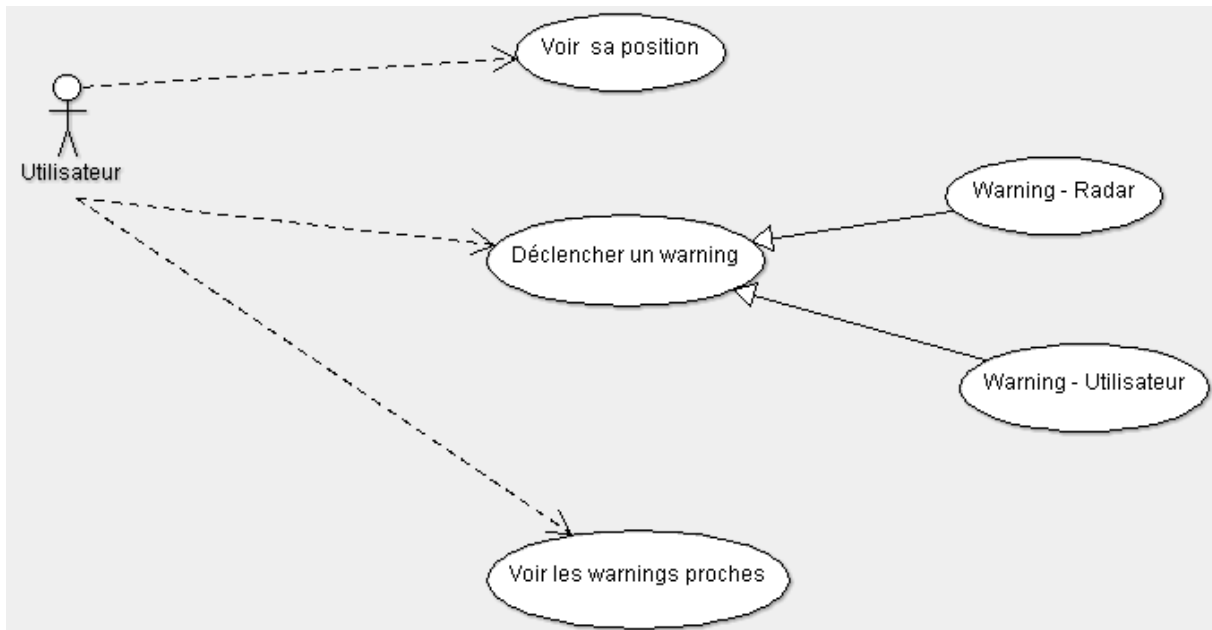 Voir sa position
Utilisateur
Warning - Radar
Déclencher un warning
Warning - Utilisateur
Voir les warnings proches